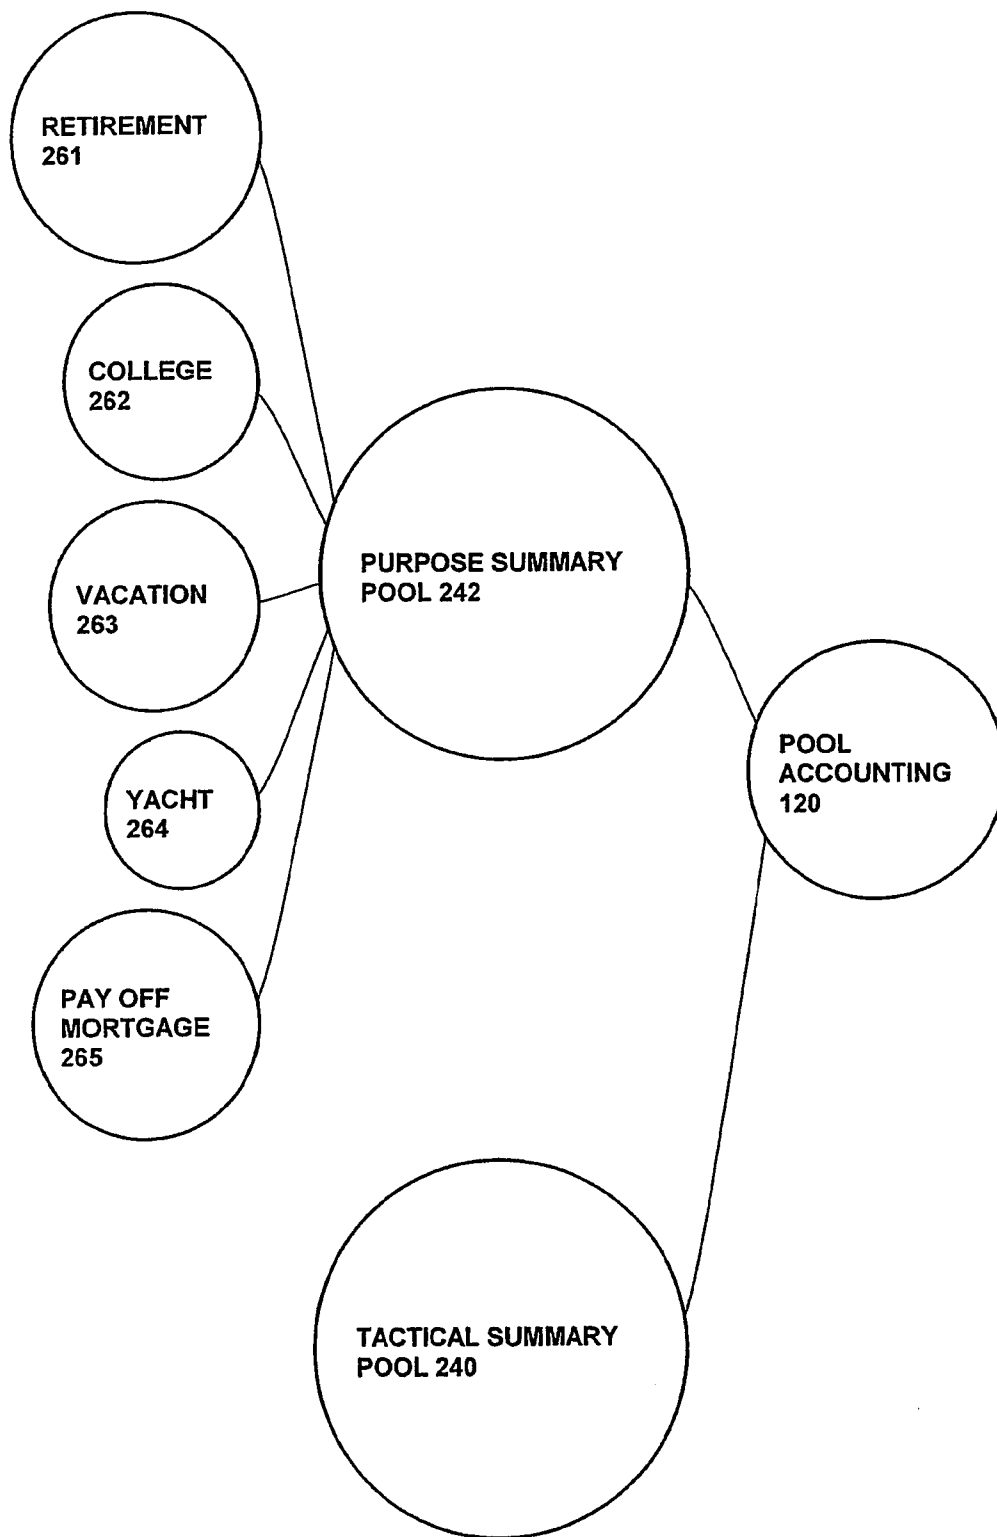 RETIREMENT
261
COLLEGE
262
VACATION
263
YACHT
264
PAY OFF
MORTGAGE
265
PURPOSE SUMMARY
POOL 242
POOL
ACCOUNTING
120
TACTICAL SUMMARY
POOL 240